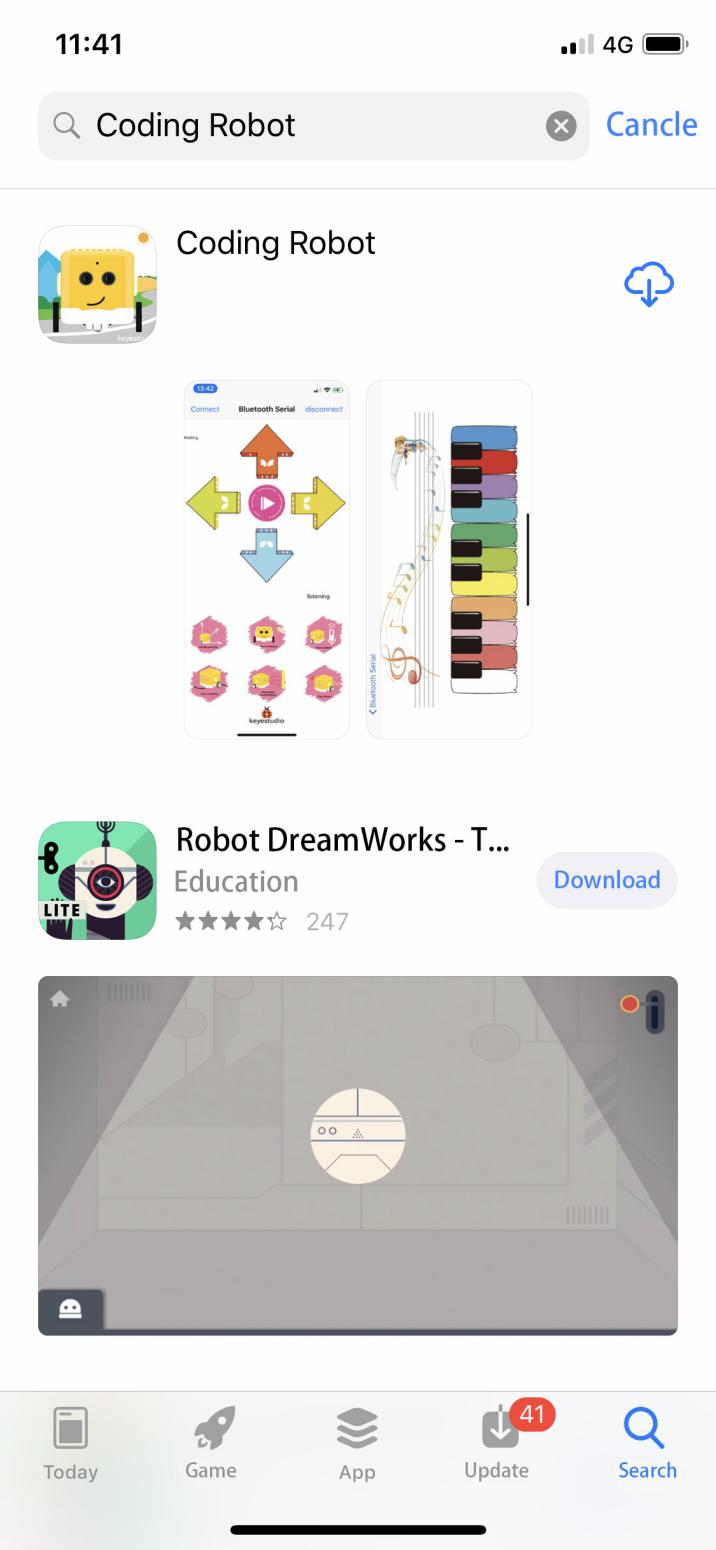 11:41
4G
Coding Robot
Cancle
Coding Robot
keyestu
13:42
Connect
Bluetooth Serial
disconnect
listening
keyestudio
Bluetooth Serial
Robot DreamWorks - T...
Education
247
Download
LITE
41
Today
Game
App
Update
Search